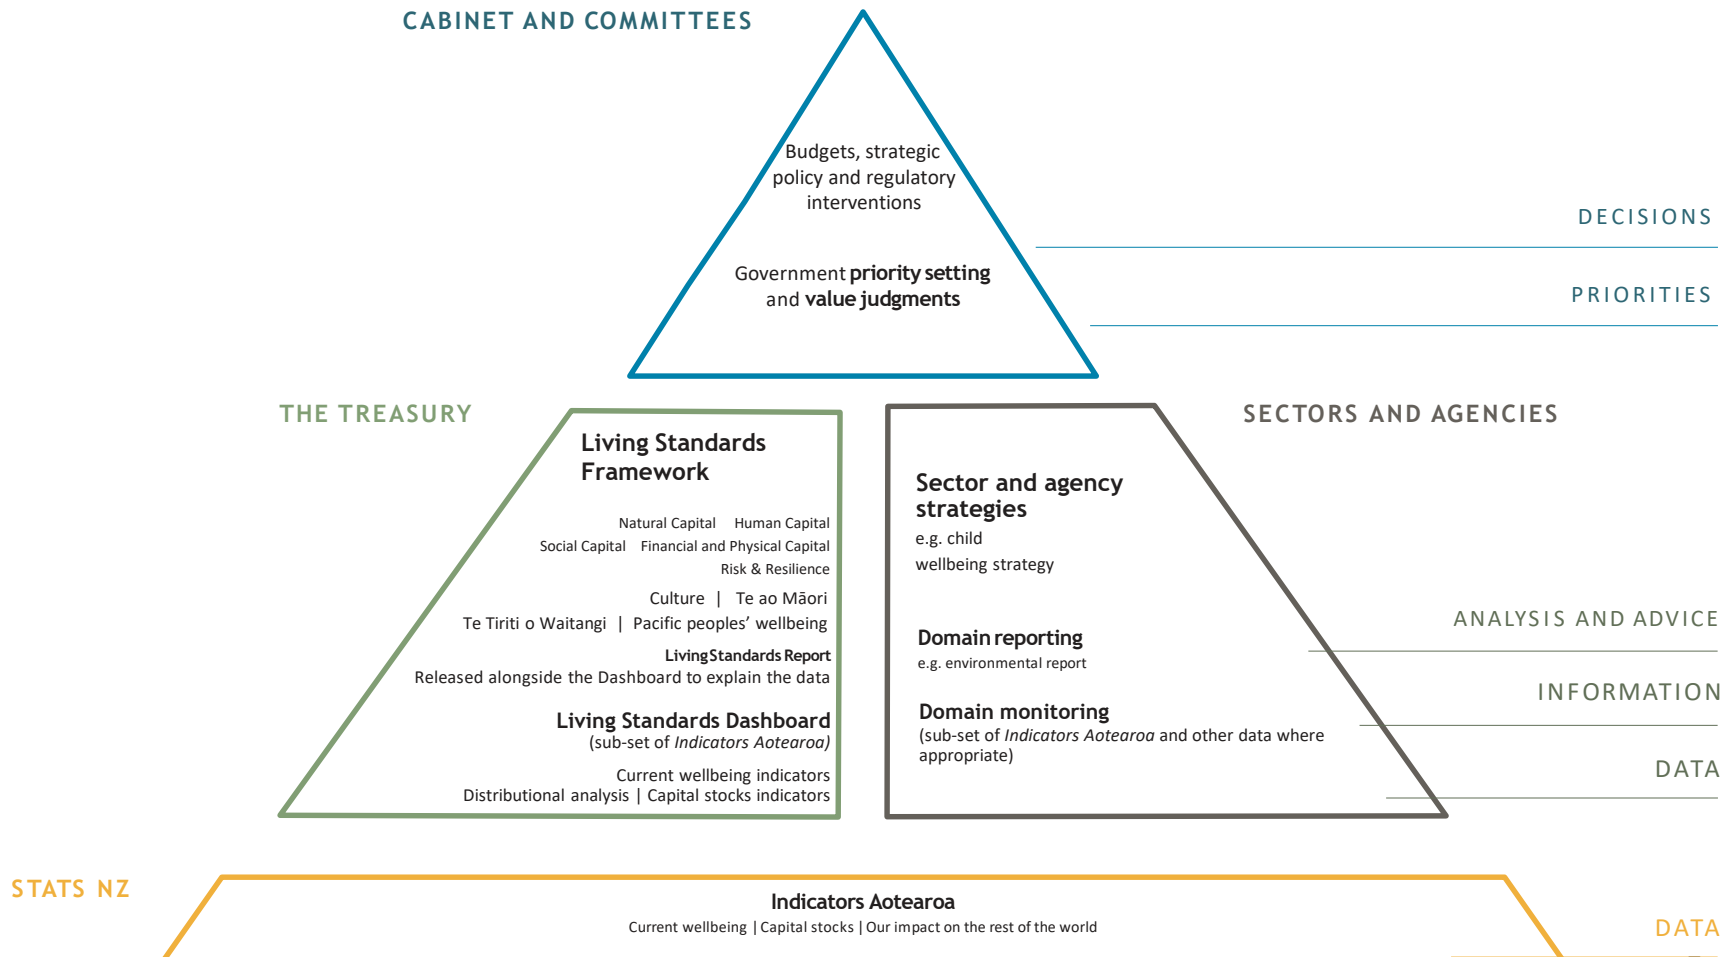 CABINET AND COMMITTEES
Budgets, strategic
policy and regulatory
interventions
DECISIONS
Government priority setting
and value judgments
PRIORITIES
THE TREASURY
Living Standards
Framework
Natural Capital Human Capital
Social Capital Financial and Physical Capital
Risk & Resilience
Culture | Te ao Māori
Te Tiriti o Waitangi | Pacific peoples’ wellbeing
Living Standards Report
Released alongside the Dashboard to explain the data
Living Standards Dashboard
(sub-set of Indicators Aotearoa)
Current wellbeing indicators
Distributional analysis | Capital stocks indicators
SECTORS AND AGENCIES
Sector and agency
strategies
e.g. child
wellbeing strategy
Domain reporting
e.g. environmental report
Domain monitoring
(sub-set of Indicators Aotearoa and other data where
appropriate)
ANALYSIS AND ADVICE
INFORMATION
DATA
STATS NZ
Indicators Aotearoa
Current wellbeing | Capital stocks | Our impact on the rest of the world
DATA